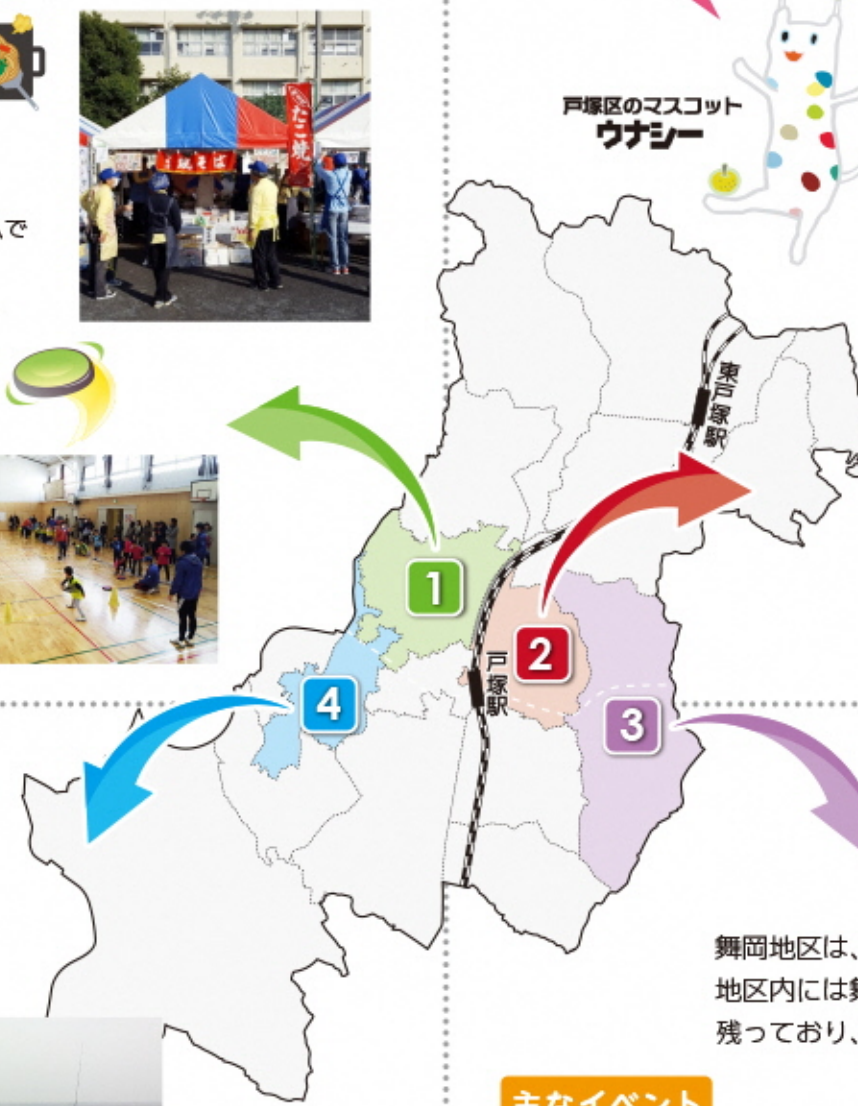 で
たこ焼
焼そば
戸塚区のマスコット
ウナシー
東戸塚駅
1
2
戸塚駅
4
3
舞岡地区は、
地区内には舞
残っており、
主なイベント